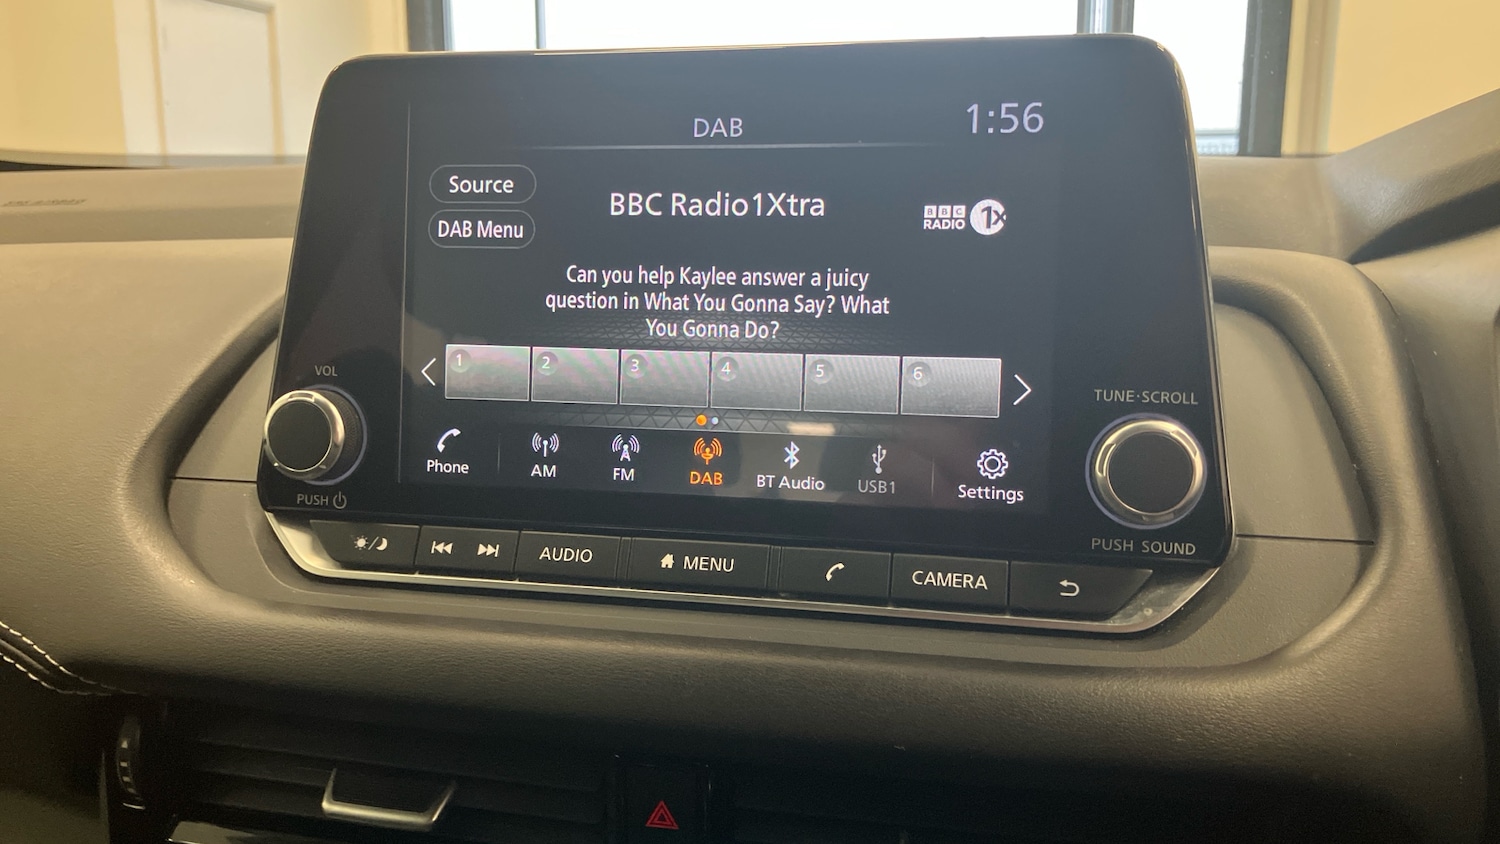 DAB
1:56
Source
BBC Radio1Xtra
BBC
RADIO 1X
DAB Menu
Can you help Kaylee answer a juicy
question in What You Gonna Say? What
You Gonna Do?
1 2 3 4 5 6
VOL
TUNE·SCROLL
Phone
AM
FM
DAB
BT Audio
USB1
Settings
PUSH
PUSH SOUND
AUDIO
MENU
CAMERA